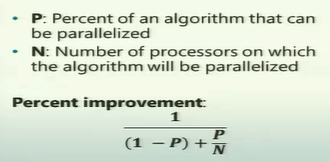 • P: Percent of an algorithm that can
be parallelized
• N: Number of processors on which
the algorithm will be parallelized
Percent improvement:
1
(1 − P) + P/N